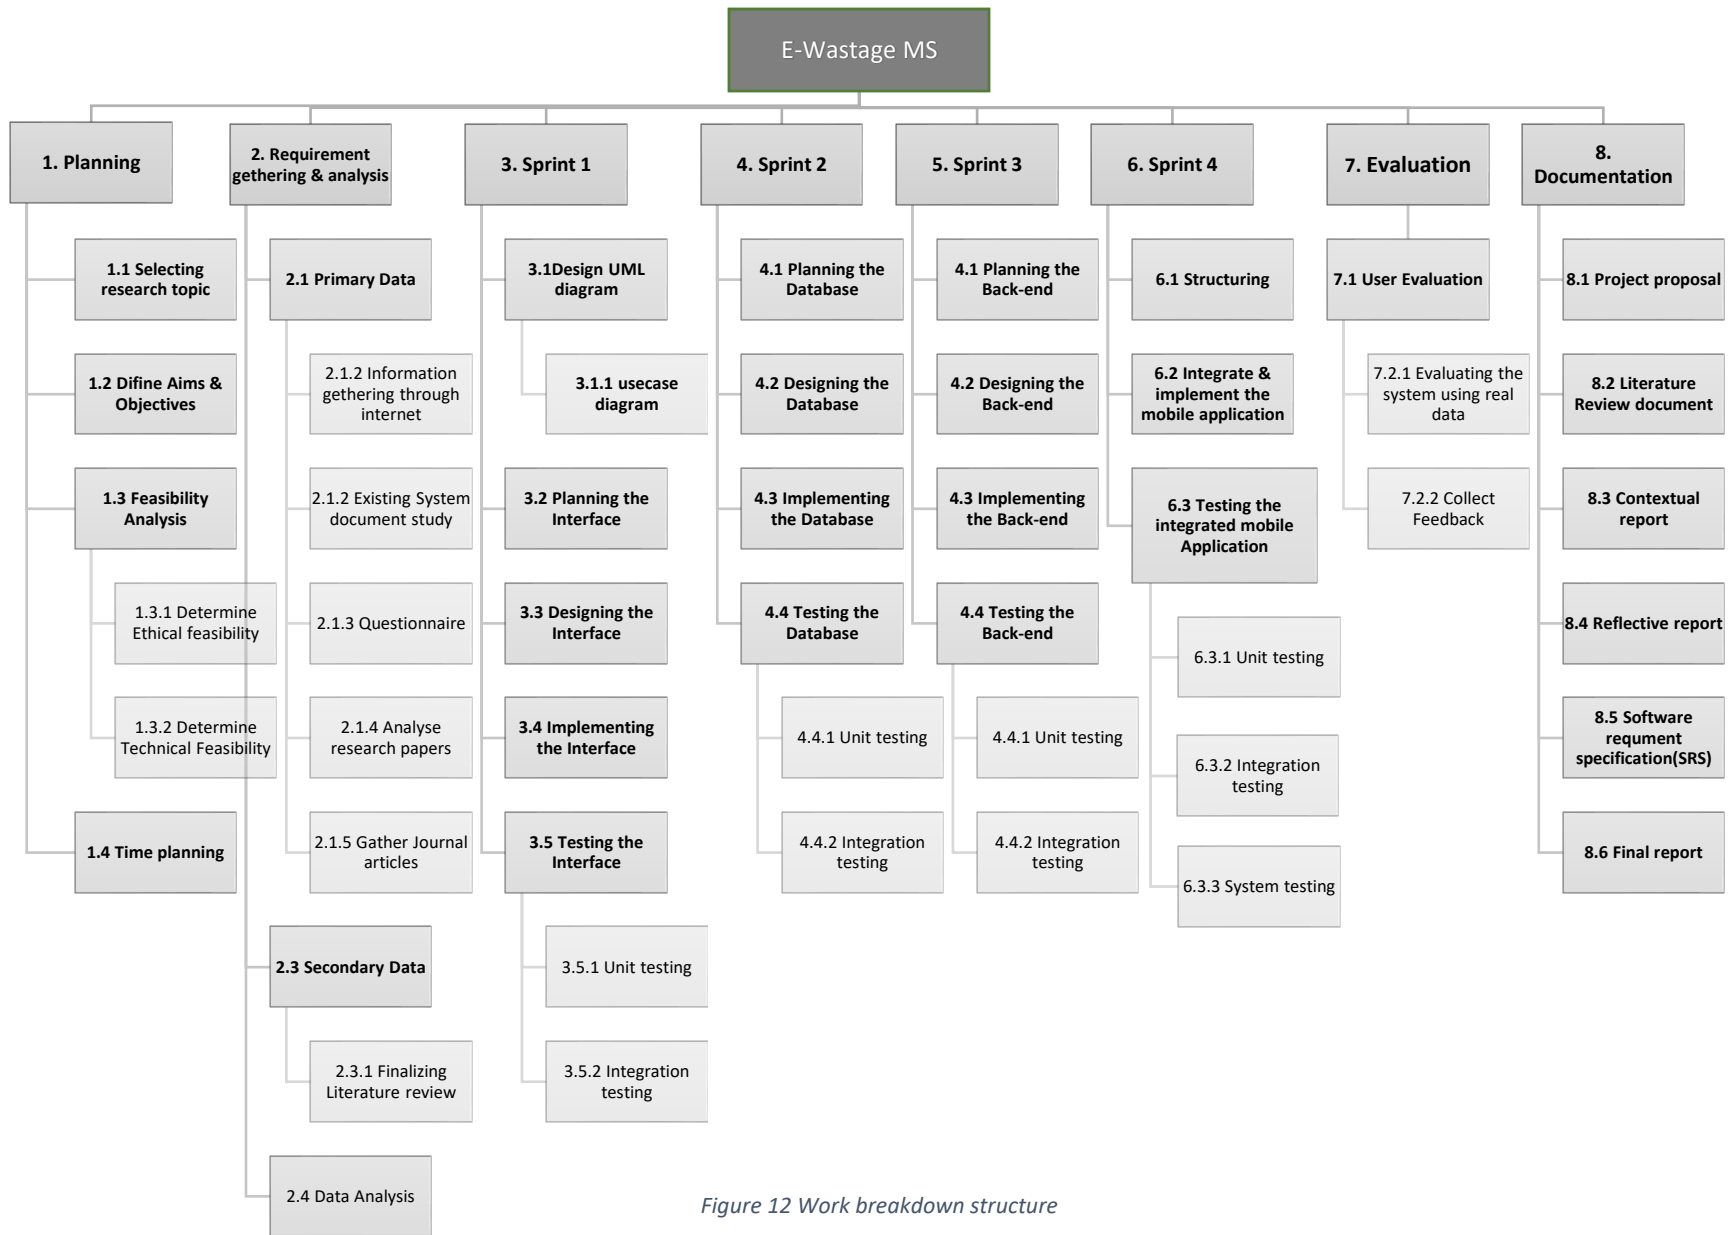 E-Wastage MS
1. Planning
1.1 Selecting
research topic
1.2 Difine Aims &
Objectives
1.3 Feasibility
Analysis
1.3.1 Determine
Ethical feasibility
1.3.2 Determine
Technical Feasibility
1.4 Time planning
2. Requirement
gethering & analysis
2.1 Primary Data
2.1.2 Information
gethering through
internet
2.1.2 Existing System
document study
2.1.3 Questionnaire
2.1.4 Analyse
research papers
2.1.5 Gather Journal
articles
2.3 Secondary Data
2.3.1 Finalizing
Literature review
2.4 Data Analysis
3. Sprint 1
3.1Design UML
diagram
3.1.1 usecase
diagram
3.2 Planning the
Interface
3.3 Designing the
Interface
3.4 Implementing
the Interface
3.5 Testing the
Interface
3.5.1 Unit testing
3.5.2 Integration
testing
4. Sprint 2
4.1 Planning the
Database
4.2 Designing the
Database
4.3 Implementing
the Database
4.4 Testing the
Database
4.4.1 Unit testing
4.4.2 Integration
testing
5. Sprint 3
4.1 Planning the
Back-end
4.2 Designing the
Back-end
4.3 Implementing
the Back-end
4.4 Testing the
Back-end
4.4.1 Unit testing
4.4.2 Integration
testing
6. Sprint 4
6.1 Structuring
6.2 Integrate &
implement the
mobile application
6.3 Testing the
integrated mobile
Application
6.3.1 Unit testing
6.3.2 Integration
testing
6.3.3 System testing
7. Evaluation
7.1 User Evaluation
7.2.1 Evaluating the
system using real
data
7.2.2 Collect
Feedback
8.
Documentation
8.1 Project proposal
8.2 Literature
Review document
8.3 Contextual
report
8.4 Reflective report
8.5 Software
requment
specification(SRS)
8.6 Final report
Figure 12 Work breakdown structure